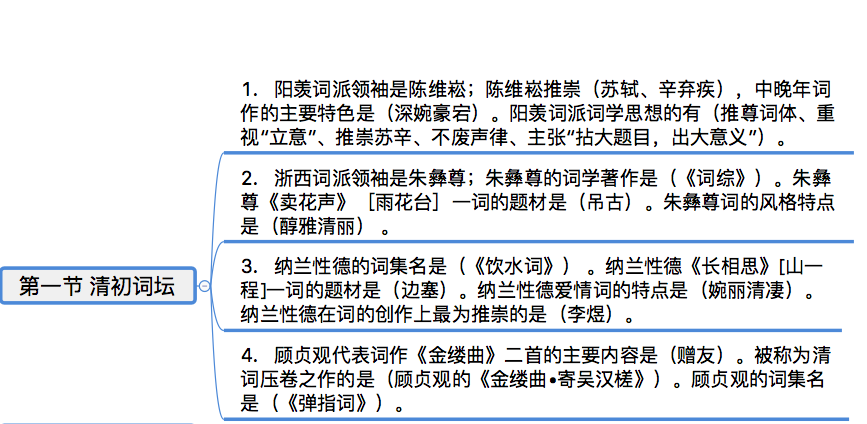 第一节 清初词坛
1. 阳羡词派领袖是陈维崧；陈维崧推崇（苏轼、辛弃疾），中晚年词
作的主要特色是（深婉豪宕）。阳羡词派词学思想的有（推尊词体、重
视“立意”、推崇苏辛、不废声律、主张“拈大题目，出大意义”）。
2. 浙西词派领袖是朱彝尊；朱彝尊的词学著作是（《词综》）。朱彝
尊《卖花声》［雨花台］一词的题材是（吊古）。朱彝尊词的风格特点
是（醇雅清丽） 。
3. 纳兰性德的词集名是（《饮水词》） 。纳兰性德《长相思》[山一
程]一词的题材是（边塞）。纳兰性德爱情词的特点是（婉丽清凄）。
纳兰性德在词的创作上最为推崇的是（李煜）。
4. 顾贞观代表词作《金缕曲》二首的主要内容是（赠友）。被称为清
词压卷之作的是（顾贞观的《金缕曲•寄吴汉槎》）。顾贞观的词集名
是（《弹指词》）。